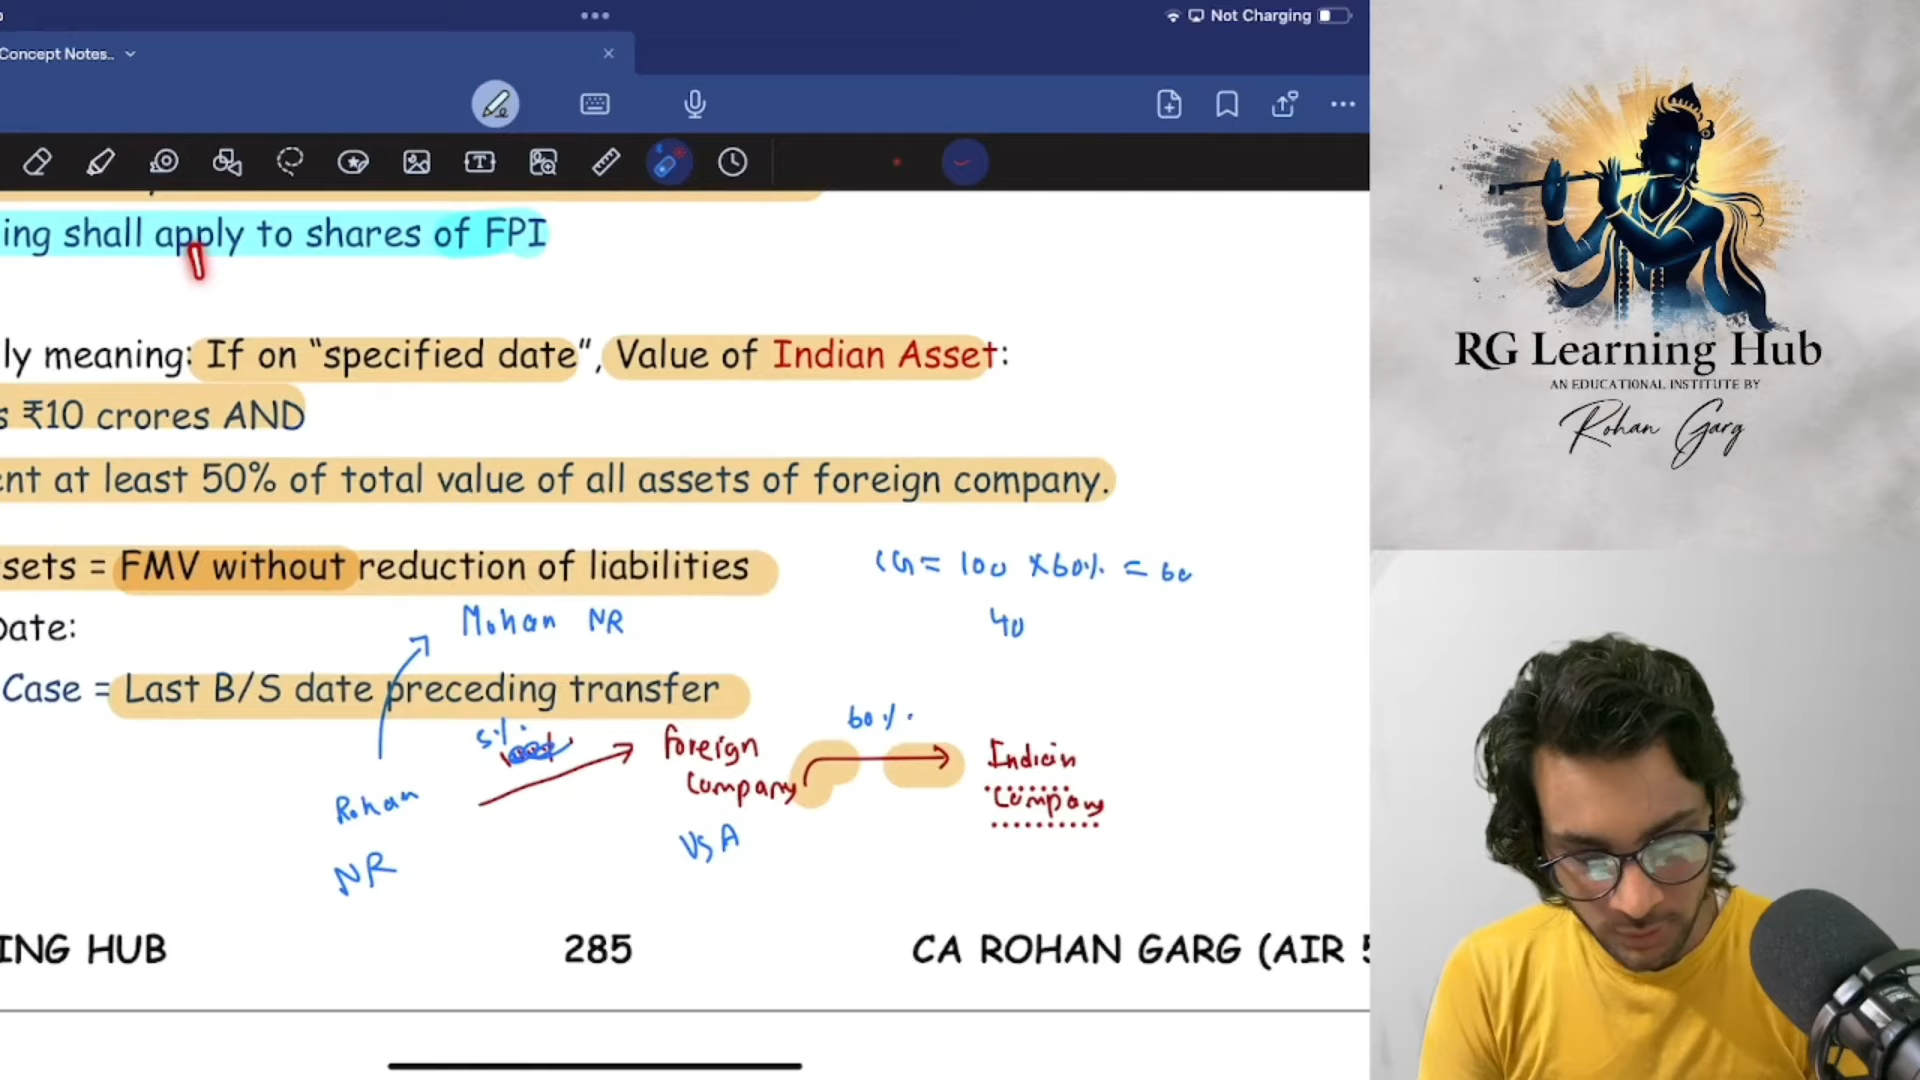 Not Charging
Concept Notes..
ing shall apply to shares of FPI
ly meaning: If on “specified date”, Value of Indian Asset:
s ₹10 crores AND
ent at least 50% of total value of all assets of foreign company.
sets = FMV without reduction of liabilities
CG = 100 x 60% = 60
Date:
Mohan NR
40
Case = Last B/S date preceding transfer
5%
60%
Rohan
Foreign
Company
Indian
Company
NR
USA
ING HUB
285
CA ROHAN GARG (AIR 5
RG Learning Hub
AN EDUCATIONAL INSTITUTE BY
Rohan Garg